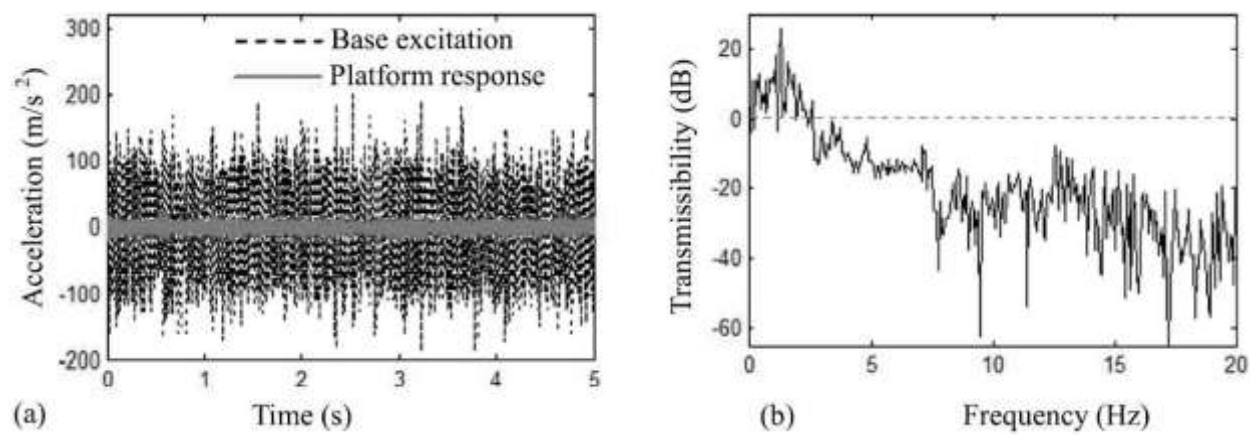 300
200
100
0
-100
-200
Acceleration (m/s²)
Base excitation
Platform response
0 1 2 3 4 5
(a) Time (s)
20
0
-20
-40
-60
Transmissibility (dB)
0 5 10 15 20
(b) Frequency (Hz)